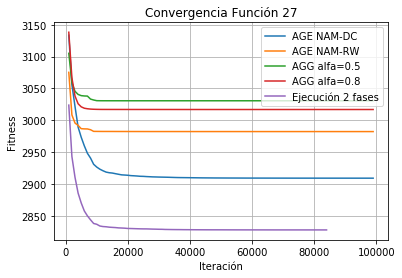 Convergencia Función 27
AGE NAM-DC
AGE NAM-RW
AGG alfa=0.5
AGG alfa=0.8
Ejecución 2 fases
Fitness
3150
3100
3050
3000
2950
2900
2850
0 20000 40000 60000 80000 100000
Iteración